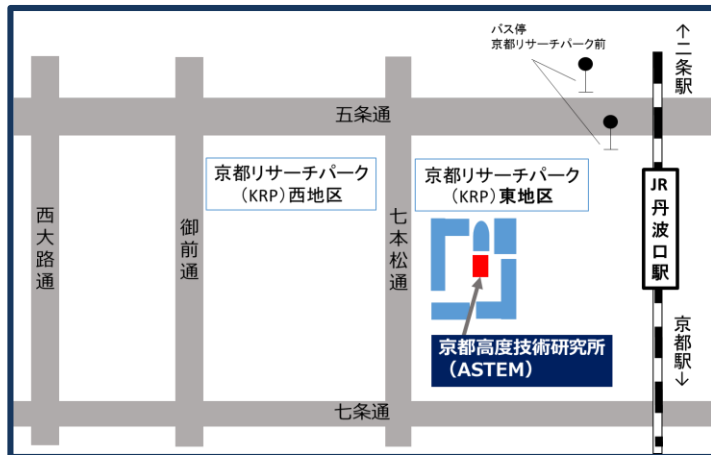 バス停
京都リサーチパーク前
↑二条駅
五条通
京都リサーチパーク
（KRP）西地区
京都リサーチパーク
（KRP）東地区
JR丹波口駅
西大路通
御前通
七本松通
京都高度技術研究所
（ASTEM）
京都駅↓
七条通